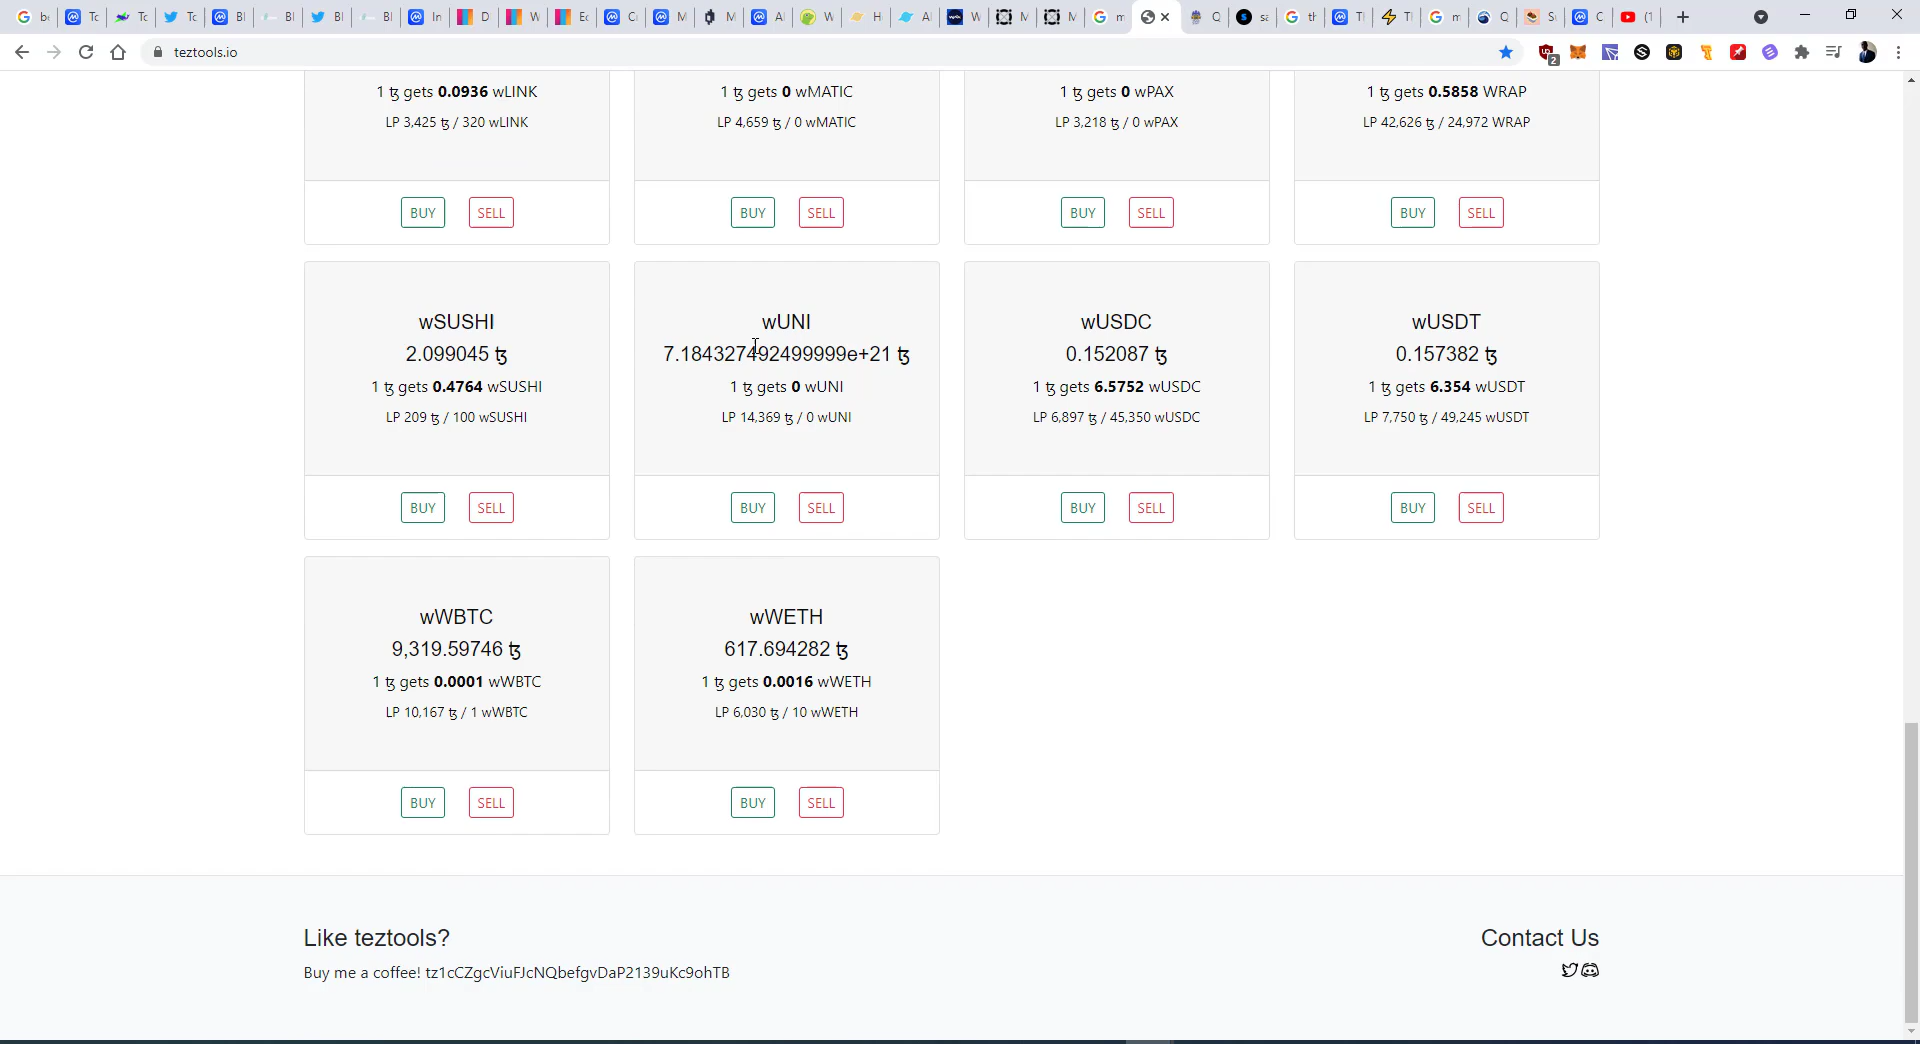 teztools.io
2
1 ꜩ gets 0.0936 wLINK
LP 3,425 ꜩ / 320 wLINK
BUY SELL
1 ꜩ gets 0 wMATIC
LP 4,659 ꜩ / 0 wMATIC
BUY SELL
1 ꜩ gets 0 wPAX
LP 3,218 ꜩ / 0 wPAX
BUY SELL
1 ꜩ gets 0.5858 WRAP
LP 42,626 ꜩ / 24,972 WRAP
BUY SELL
wSUSHI
2.099045 ꜩ
1 ꜩ gets 0.4764 wSUSHI
LP 209 ꜩ / 100 wSUSHI
BUY SELL
wUNI
7.184327492499999e+21 ꜩ
1 ꜩ gets 0 wUNI
LP 14,369 ꜩ / 0 wUNI
BUY SELL
wUSDC
0.152087 ꜩ
1 ꜩ gets 6.5752 wUSDC
LP 6,897 ꜩ / 45,350 wUSDC
BUY SELL
wUSDT
0.157382 ꜩ
1 ꜩ gets 6.354 wUSDT
LP 7,750 ꜩ / 49,245 wUSDT
BUY SELL
wWBTC
9,319.59746 ꜩ
1 ꜩ gets 0.0001 wWBTC
LP 10,167 ꜩ / 1 wWBTC
BUY SELL
wWETH
617.694282 ꜩ
1 ꜩ gets 0.0016 wWETH
LP 6,030 ꜩ / 10 wWETH
BUY SELL
Like teztools?
Buy me a coffee! tz1cCZgcViuFJcNQbefgvDaP2139uKc9ohTB
Contact Us